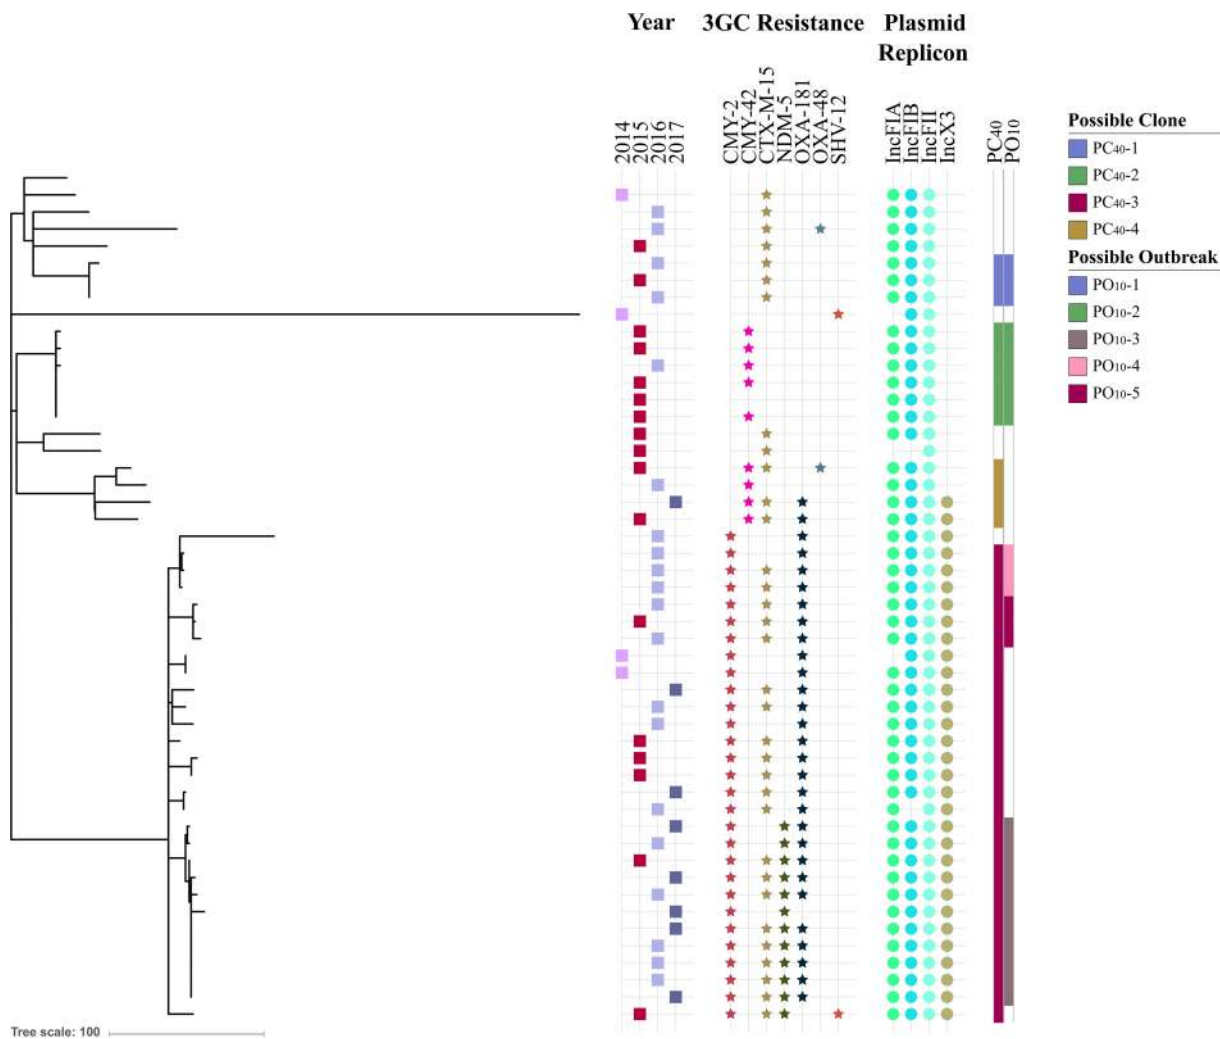 Year 3GC Resistance Plasmid
Replicon
2014
2015
2016
2017
CMY-2
CMY-42
CTX-M-15
NDM-5
OXA-181
OXA-48
SHV-12
IncFIA
IncFIB
IncFII
IncX3
PC40
PO10
Possible Clone
PC40-1
PC40-2
PC40-3
PC40-4
Possible Outbreak
PO10-1
PO10-2
PO10-3
PO10-4
PO10-5
Tree scale: 100